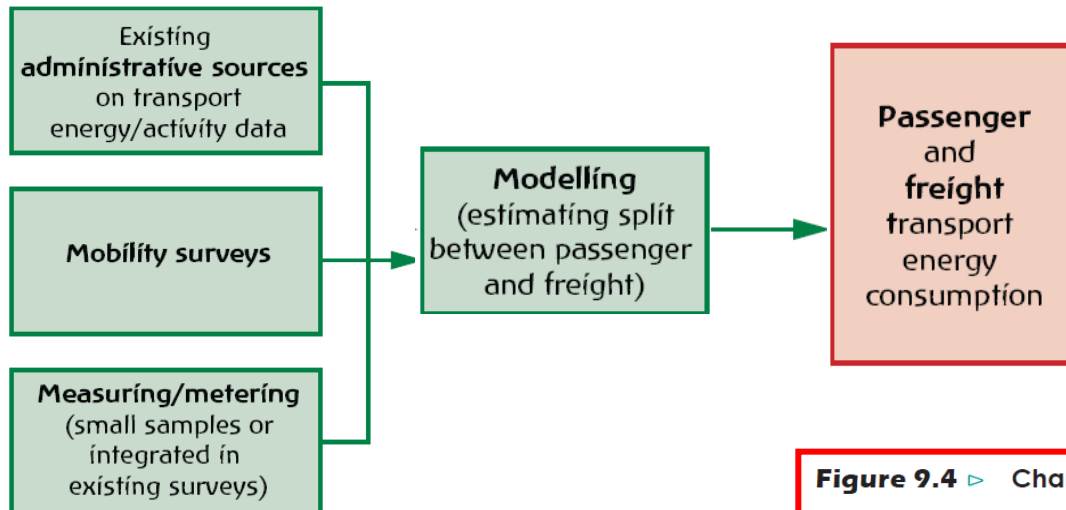 Existing
administrative sources
on transport
energy/activity data
Mobility surveys
Measuring/metering
(small samples or
integrated in
existing surveys)
Modelling
(estimating split
between passenger
and freight)
Passenger
and
freight
transport
energy
consumption
Figure 9.4 ▷